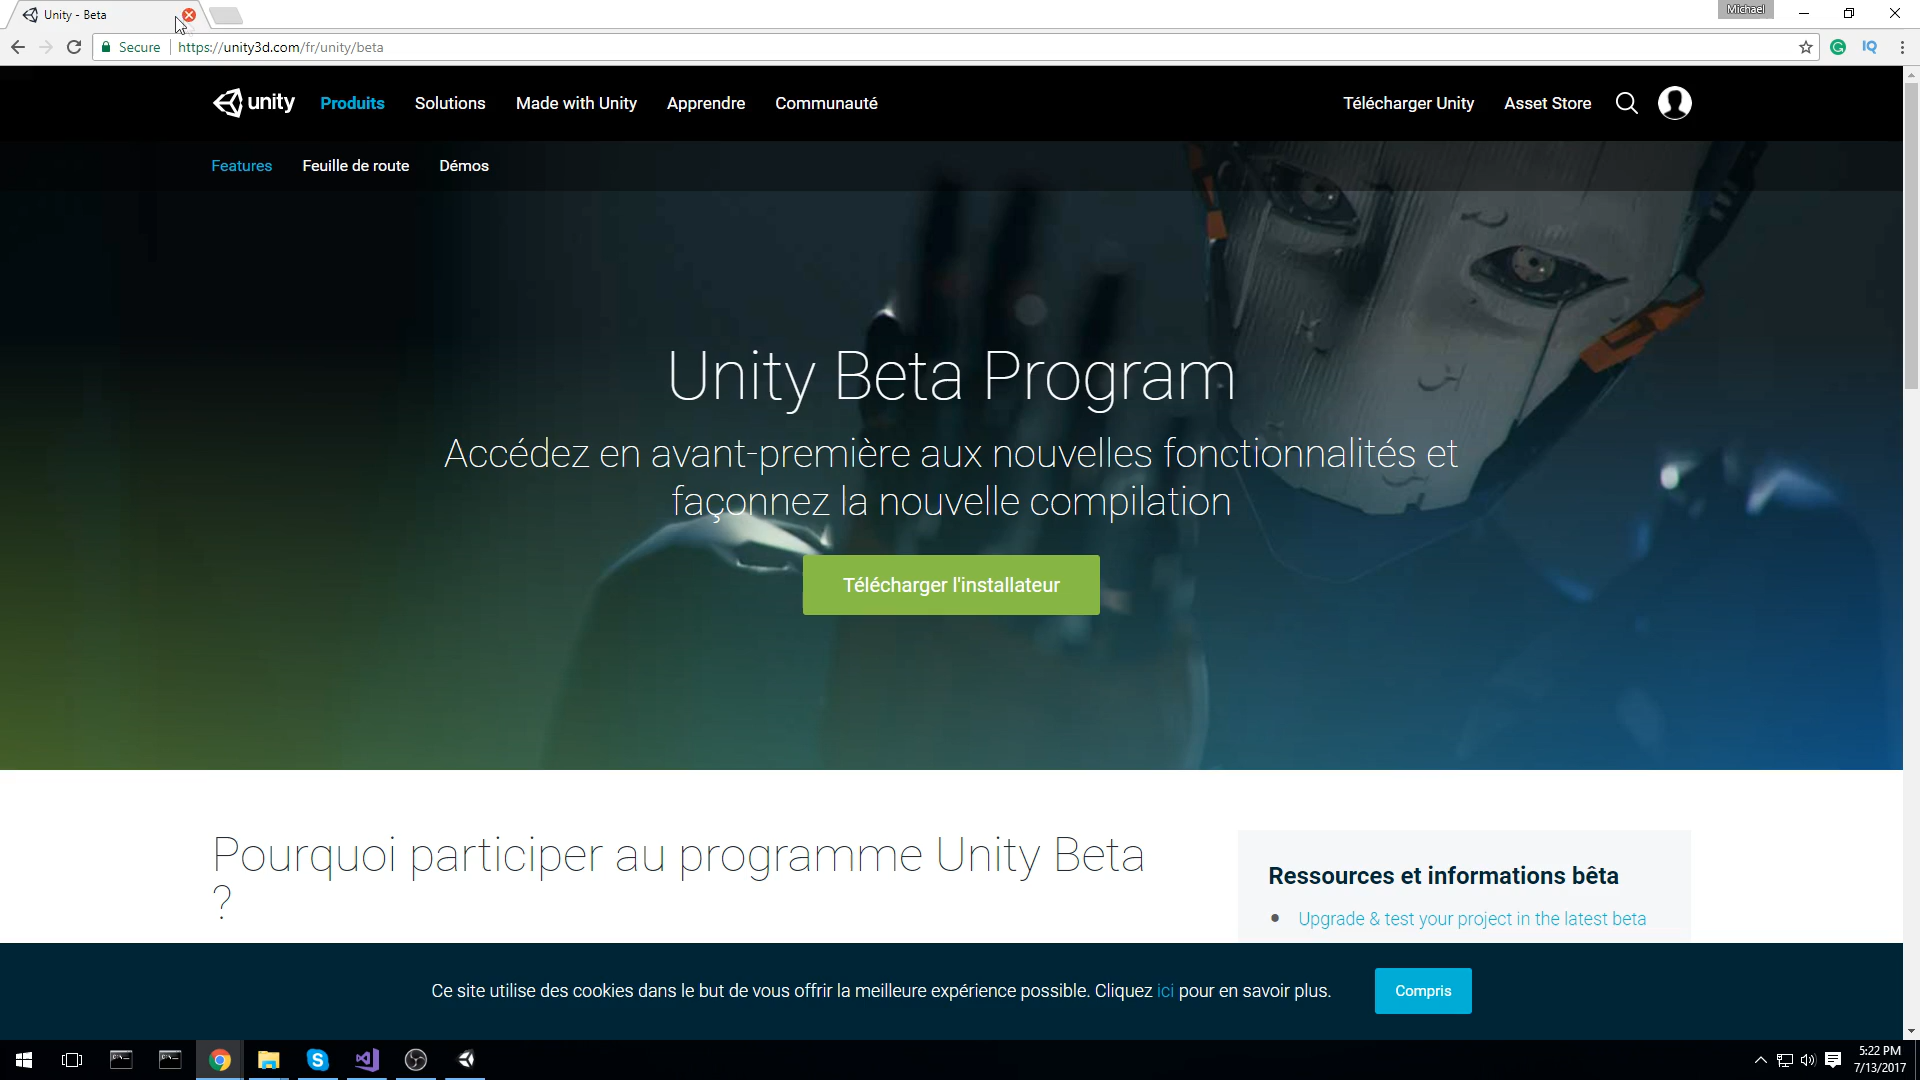 Unity - Beta
Michael
Secure
https://unity3d.com/fr/unity/beta
IQ
unity
Produits
Solutions
Made with Unity
Apprendre
Communauté
Télécharger Unity
Asset Store
Features
Feuille de route
Démos
Unity Beta Program
Accédez en avant-première aux nouvelles fonctionnalités et
façonnez la nouvelle compilation
Télécharger l'installateur
Pourquoi participer au programme Unity Beta
?
Ressources et informations bêta
Upgrade & test your project in the latest beta
Ce site utilise des cookies dans le but de vous offrir la meilleure expérience possible. Cliquez ici pour en savoir plus.
Compris
5:22 PM
7/13/2017